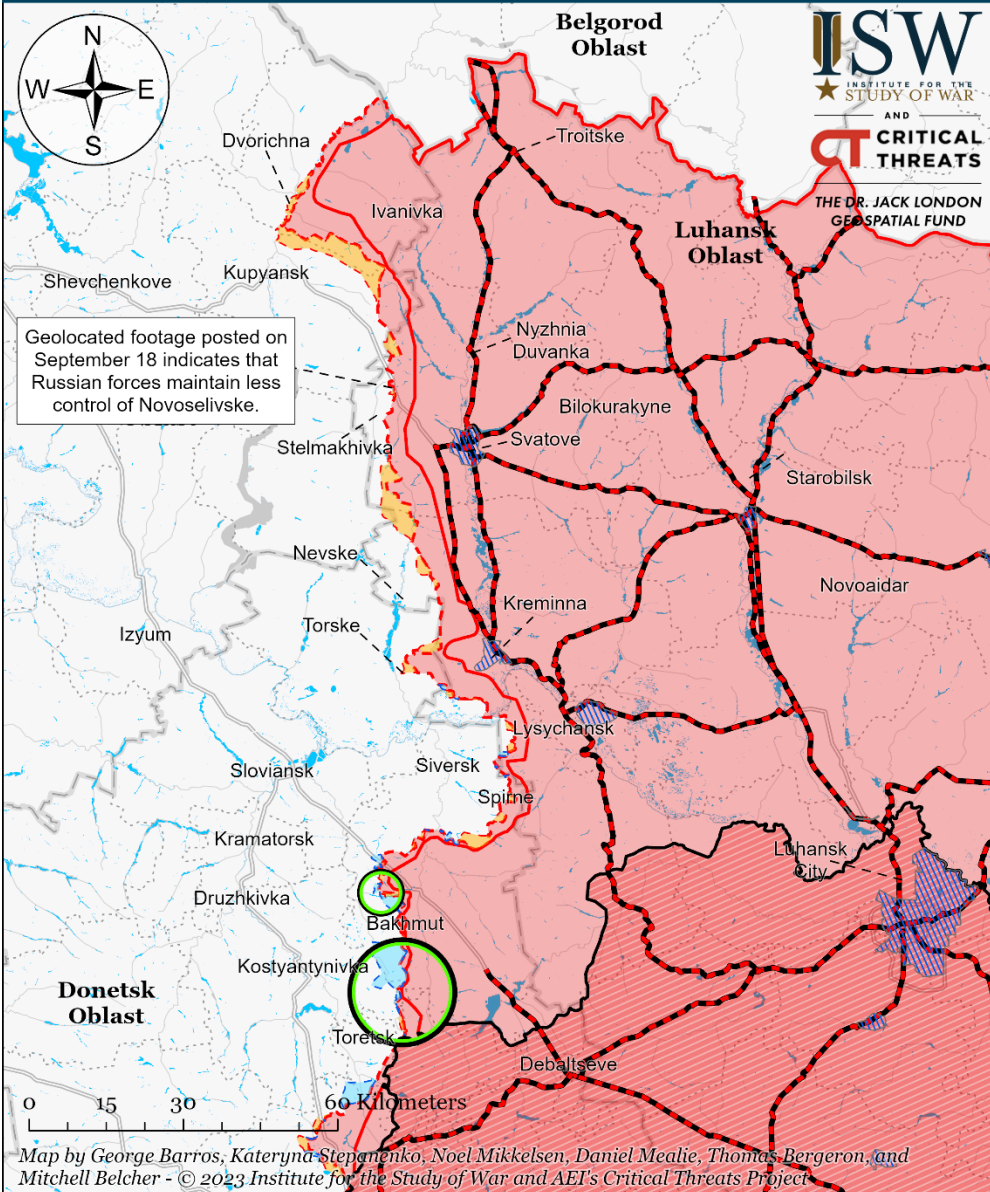 Belgorod
Oblast
ISW
INSTITUTE FOR THE
STUDY OF WAR
AND
CT CRITICAL
THREATS
THE DR. JACK LONDON
GEOSPATIAL FUND
N
W E
S
Dvorichna
Troitske
Ivanivka
Luhansk
Oblast
Shevchenkove
Kupyansk
Geolocated footage posted on
September 18 indicates that
Russian forces maintain less
control of Novoselivske.
Nyzhnia
Duvanka
Bilokurakyne
Stelmakhivka
Svatove
Starobilsk
Nevske
Novoaidar
Kreminna
Torske
Izyum
Lysychansk
Siversk
Sloviansk
Spirne
Kramatorsk
Luhansk
City
Druzhkivka
Bakhmut
Kostyantynivka
Donetsk
Oblast
Toretsk
Debaltseve
0 15 30 60 Kilometers
Map by George Barros, Kateryna Stepanenko, Noel Mikkelsen, Daniel Mealie, Thomas Bergeron, and
Mitchell Belcher - © 2023 Institute for the Study of War and AEI's Critical Threats Project